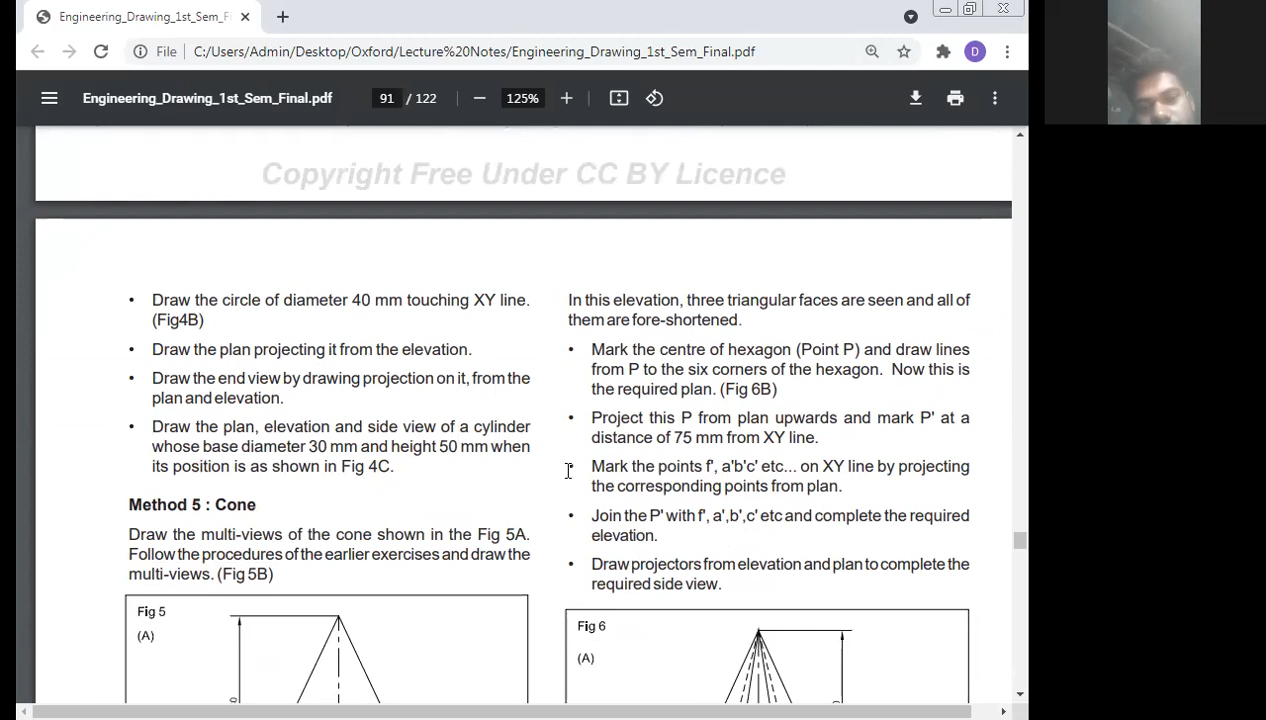 Engineering_Drawing_1st_Sem_Fi
File
C:/Users/Admin/Desktop/Oxford/Lecture%20Notes/Engineering_Drawing_1st_Sem_Final.pdf
D
Engineering_Drawing_1st_Sem_Final.pdf
91 / 122
125%
Copyright Free Under CC BY Licence
• Draw the circle of diameter 40 mm touching XY line.
(Fig4B)
• Draw the plan projecting it from the elevation.
• Draw the end view by drawing projection on it, from the
plan and elevation.
• Draw the plan, elevation and side view of a cylinder
whose base diameter 30 mm and height 50 mm when
its position is as shown in Fig 4C.
Method 5 : Cone
Draw the multi-views of the cone shown in the Fig 5A.
Follow the procedures of the earlier exercises and draw the
multi-views. (Fig 5B)
Fig 5
(A)
In this elevation, three triangular faces are seen and all of
them are fore-shortened.
• Mark the centre of hexagon (Point P) and draw lines
from P to the six corners of the hexagon. Now this is
the required plan. (Fig 6B)
• Project this P from plan upwards and mark P' at a
distance of 75 mm from XY line.
• Mark the points f', a'b'c' etc... on XY line by projecting
the corresponding points from plan.
• Join the P' with f', a',b',c' etc and complete the required
elevation.
• Draw projectors from elevation and plan to complete the
required side view.
Fig 6
(A)